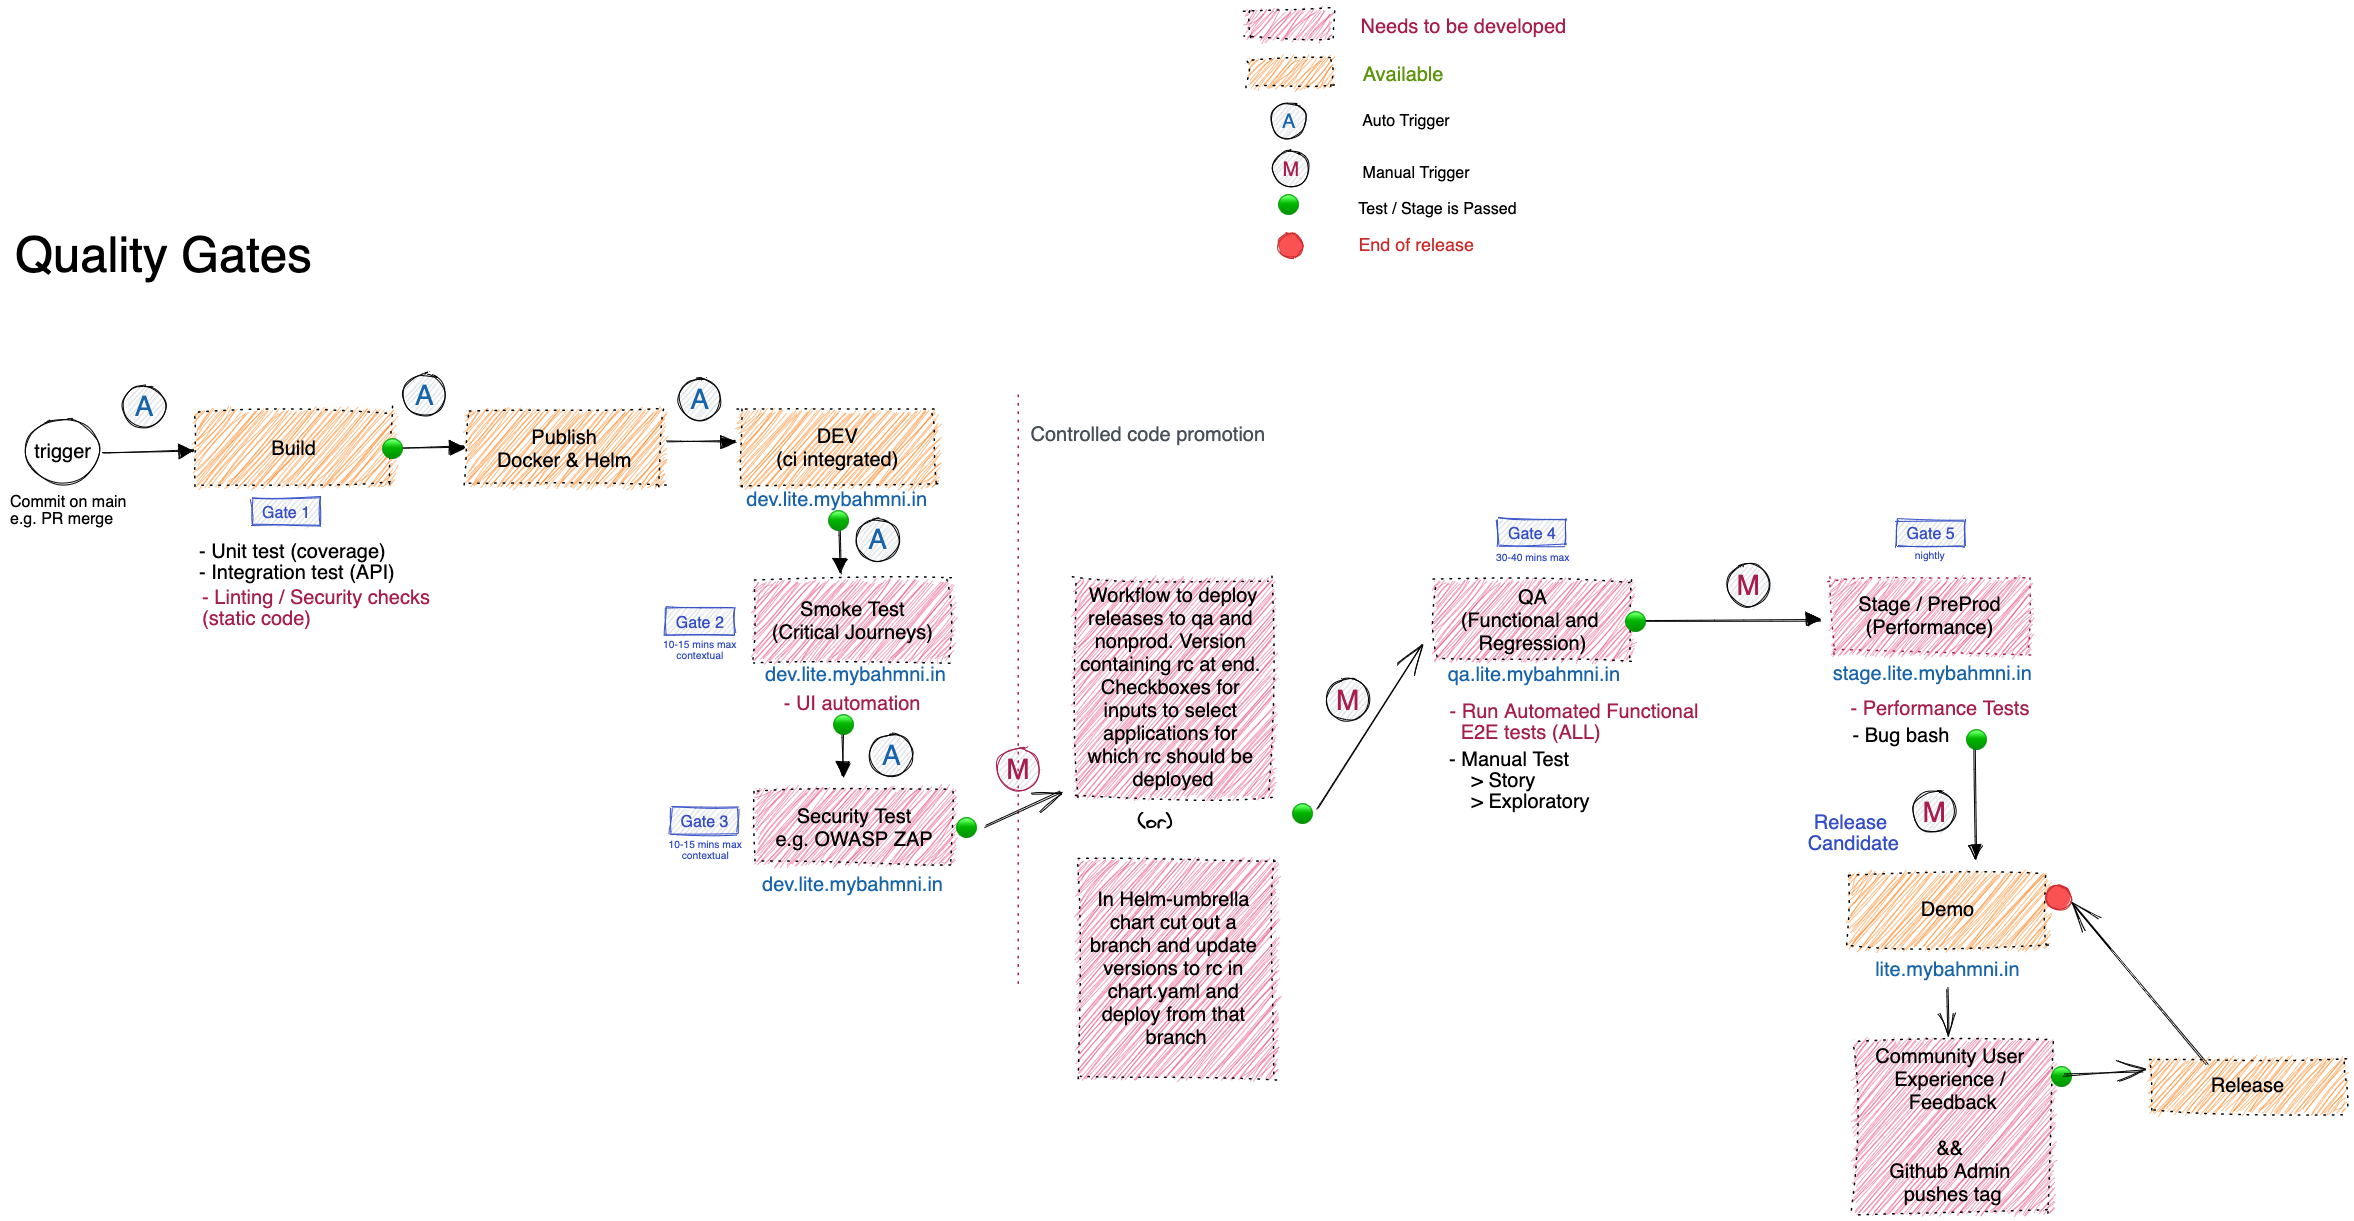 Needs to be developed
Available
A
Auto Trigger
M
Manual Trigger
Test / Stage is Passed
End of release
Quality Gates
A
A
A
trigger
Commit on main
e.g. PR merge
Build
Gate 1
- Unit test (coverage)
- Integration test (API)
- Linting / Security checks
(static code)
Publish
Docker & Helm
DEV
(ci integrated)
dev.lite.mybahmni.in
A
Gate 2
10-15 mins max
contextual
Smoke Test
(Critical Journeys)
dev.lite.mybahmni.in
- UI automation
A
Gate 3
10-15 mins max
contextual
Security Test
e.g. OWASP ZAP
dev.lite.mybahmni.in
M
Controlled code promotion
Workflow to deploy
releases to qa and
nonprod. Version
containing rc at end.
Checkboxes for
inputs to select
applications for
which rc should be
deployed
(or)
In Helm-umbrella
chart cut out a
branch and update
versions to rc in
chart.yaml and
deploy from that
branch
M
Gate 4
30-40 mins max
QA
(Functional and
Regression)
qa.lite.mybahmni.in
- Run Automated Functional
E2E tests (ALL)
- Manual Test
> Story
> Exploratory
M
Gate 5
nightly
Stage / PreProd
(Performance)
stage.lite.mybahmni.in
- Performance Tests
- Bug bash
M
Release
Candidate
Demo
lite.mybahmni.in
Community User
Experience /
Feedback
&&
Github Admin
pushes tag
Release